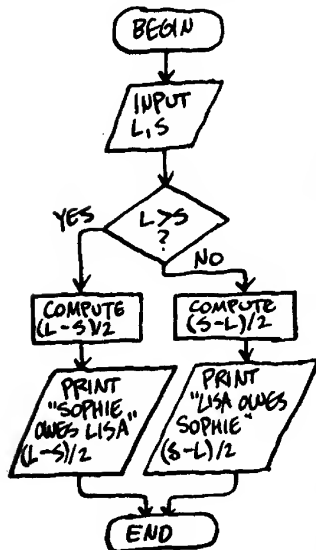 BEGIN
INPUT
L, S
L>S
?
YES
NO
COMPUTE
(L-S)/2
COMPUTE
(S-L)/2
PRINT
"SOPHIE
OWES LISA"
(L-S)/2
PRINT
"LISA OWES
SOPHIE"
(S-L)/2
END